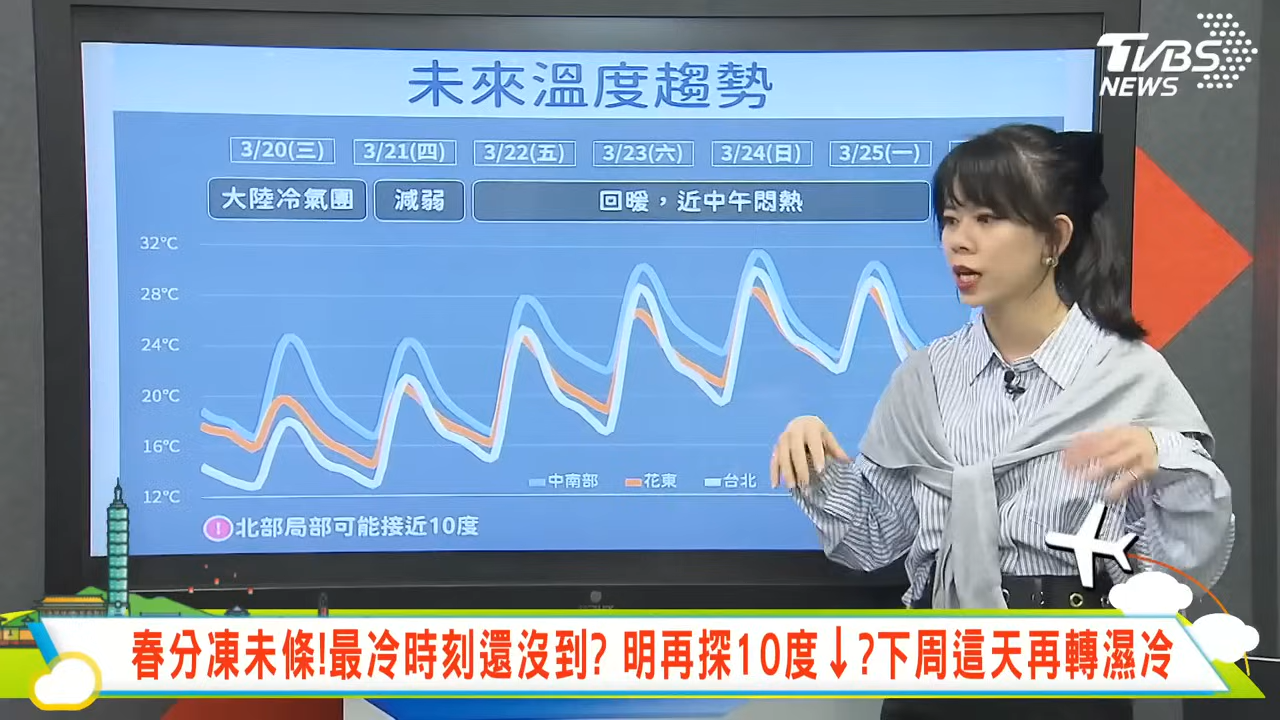 未來溫度趨勢
TVBS
NEWS
3/20(三) 3/21(四) 3/22(五) 3/23(六) 3/24(日) 3/25(一)
大陸冷氣團 減弱 回暖，近中午悶熱
32℃
28℃
24℃
20℃
16℃
12℃
中南部 花東 台北
!北部局部可能接近10度
春分凍未條!最冷時刻還沒到? 明再探10度↓?下周這天再轉濕冷